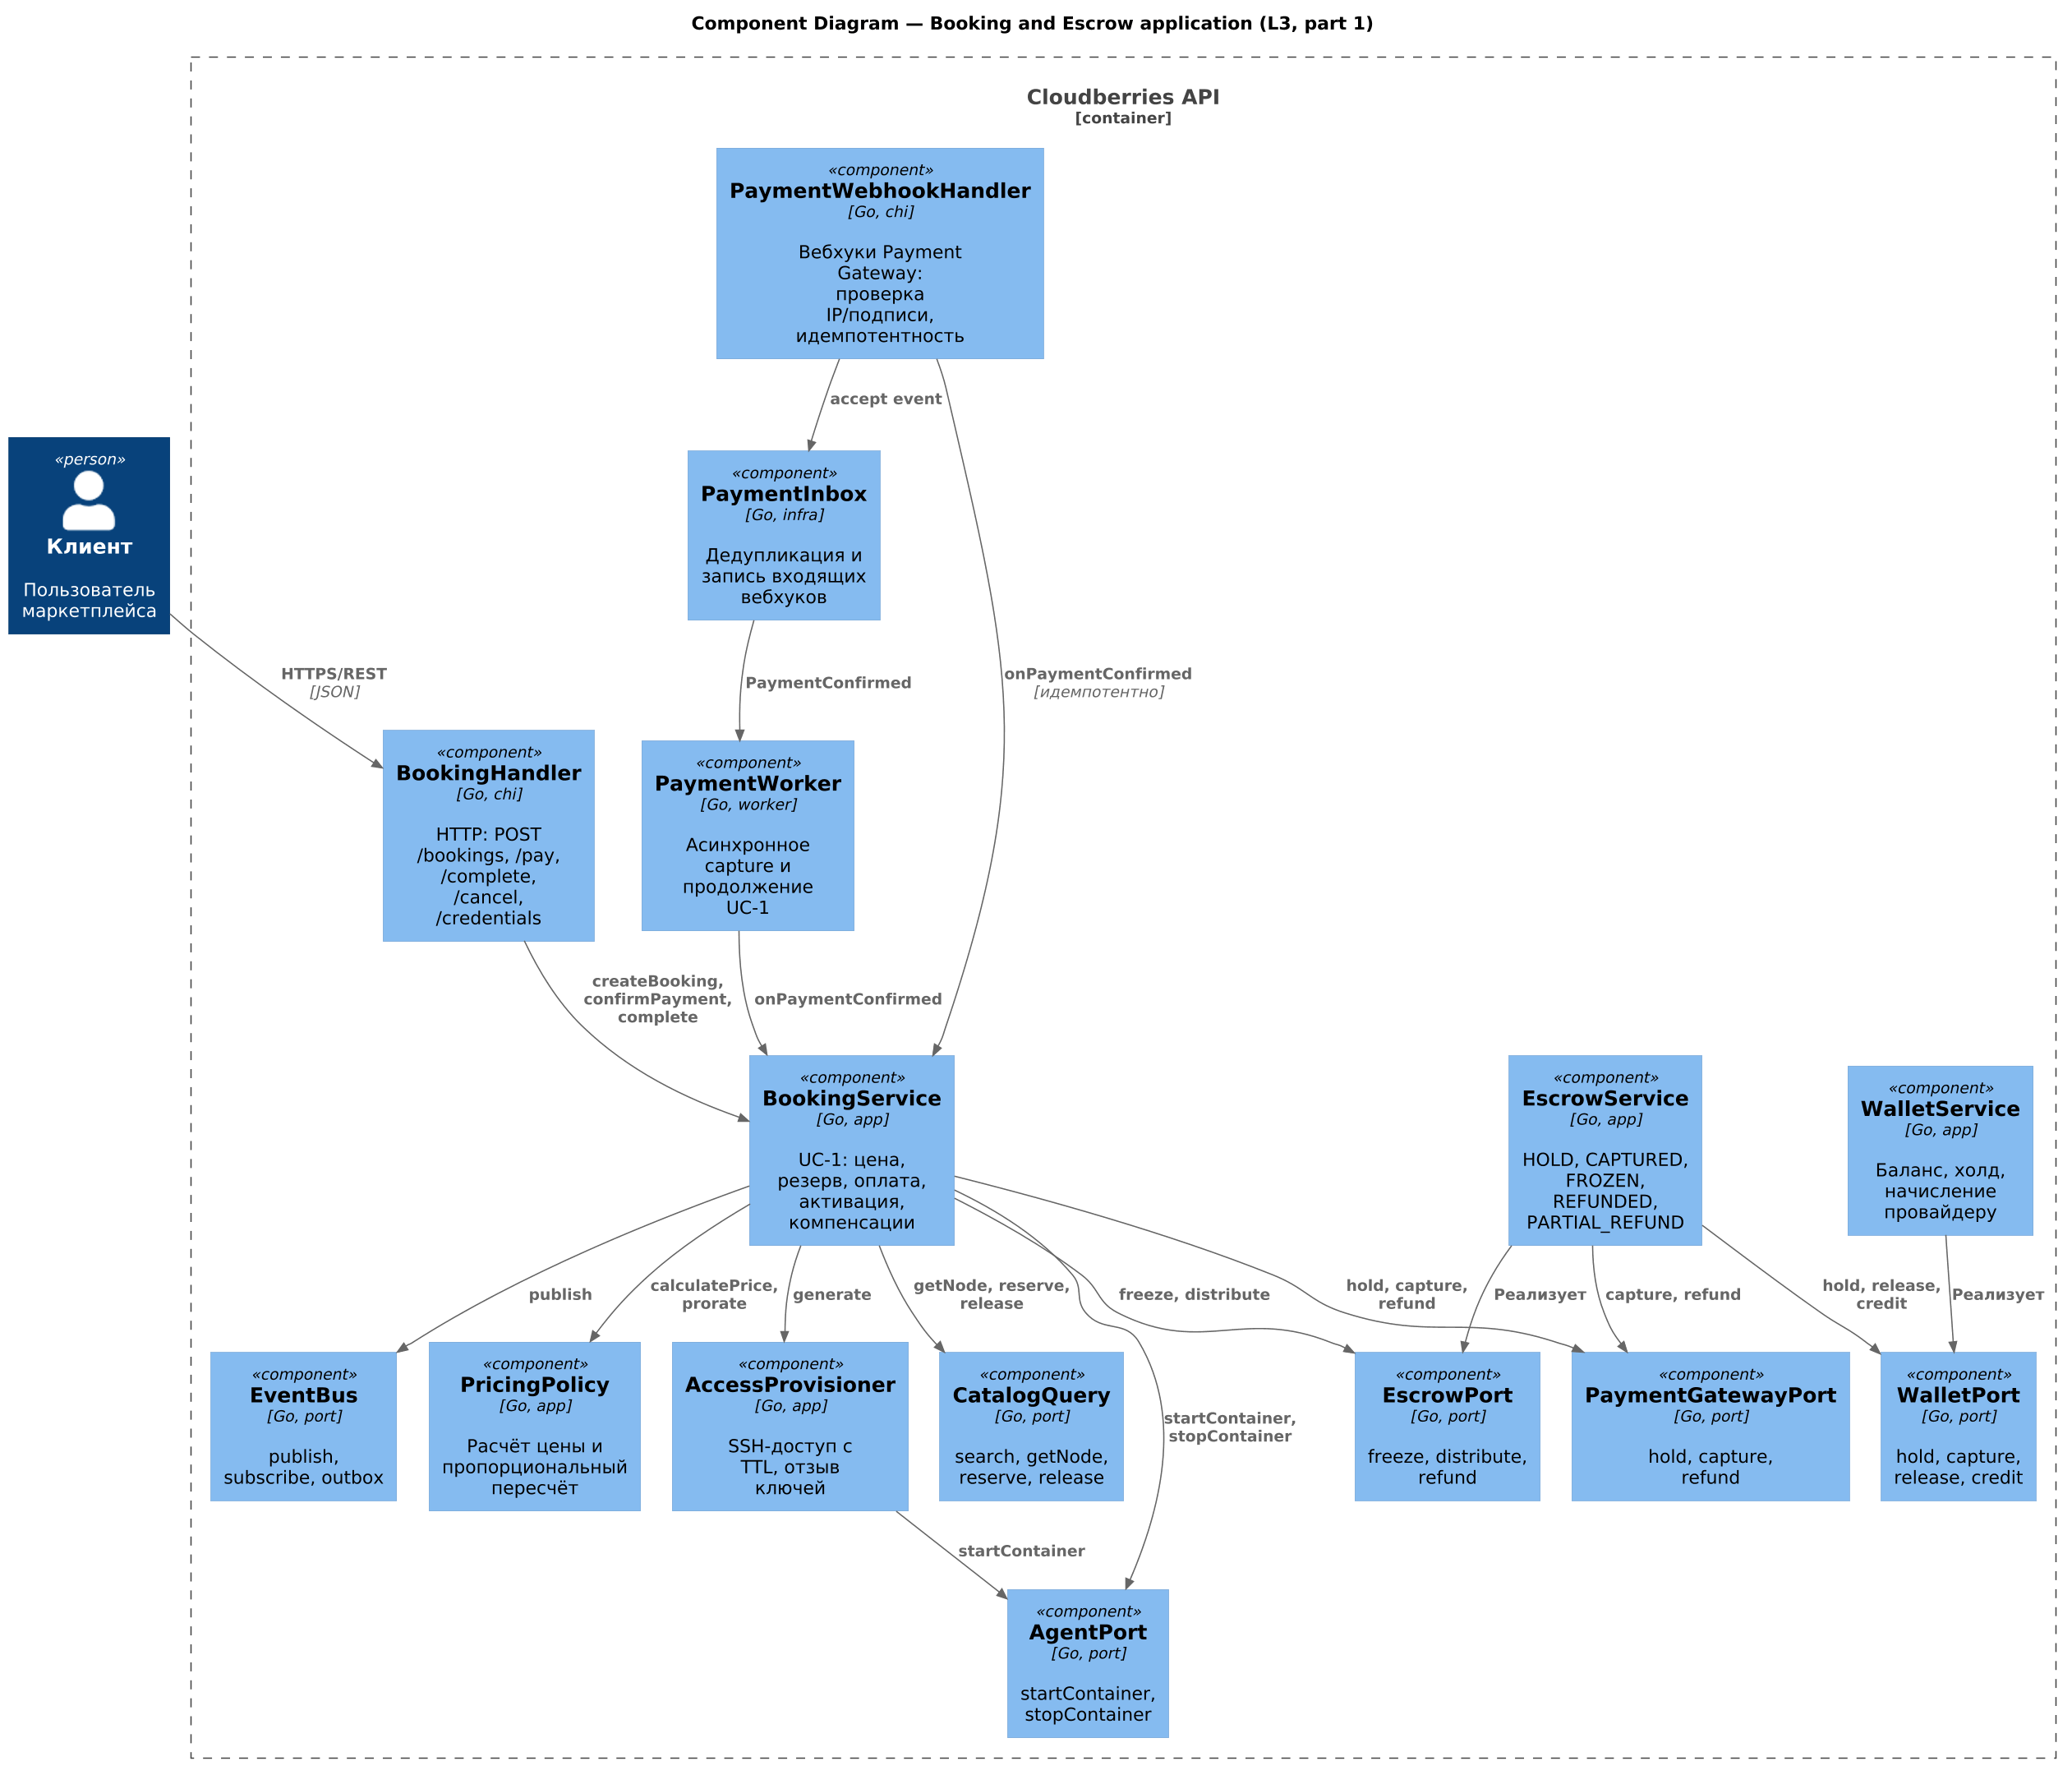 Component Diagram — Booking and Escrow application (L3, part 1)
Cloudberries API
[container]
«component»
PaymentWebhookHandler
[Go, chi]
Вебхуки Payment
Gateway:
проверка
IP/подписи,
идемпотентность
accept event
«person»
Клиент
Пользователь
маркетплейса
«component»
PaymentInbox
[Go, infra]
Дедупликация и
запись входящих
вебхуков
HTTPS/REST
[JSON]
PaymentConfirmed
onPaymentConfirmed
[идемпотентно]
«component»
BookingHandler
[Go, chi]
HTTP: POST
/bookings, /pay,
/complete,
/cancel,
/credentials
«component»
PaymentWorker
[Go, worker]
Асинхронное
capture и
продолжение
UC-1
createBooking,
confirmPayment,
complete
onPaymentConfirmed
«component»
BookingService
[Go, app]
UC-1: цена,
резерв, оплата,
активация,
компенсации
«component»
EscrowService
[Go, app]
HOLD, CAPTURED,
FROZEN,
REFUNDED,
PARTIAL_REFUND
«component»
WalletService
[Go, app]
Баланс, холд,
начисление
провайдеру
publish
calculatePrice,
prorate
generate
getNode, reserve,
release
freeze, distribute
hold, capture,
refund
Реализует
capture, refund
hold, release,
credit
Реализует
«component»
EventBus
[Go, port]
publish,
subscribe, outbox
«component»
PricingPolicy
[Go, app]
Расчёт цены и
пропорциональный
пересчёт
«component»
AccessProvisioner
[Go, app]
SSH-доступ с
TTL, отзыв
ключей
«component»
CatalogQuery
[Go, port]
search, getNode,
reserve, release
startContainer,
stopContainer
«component»
EscrowPort
[Go, port]
freeze, distribute,
refund
«component»
PaymentGatewayPort
[Go, port]
hold, capture,
refund
«component»
WalletPort
[Go, port]
hold, capture,
release, credit
startContainer
«component»
AgentPort
[Go, port]
startContainer,
stopContainer